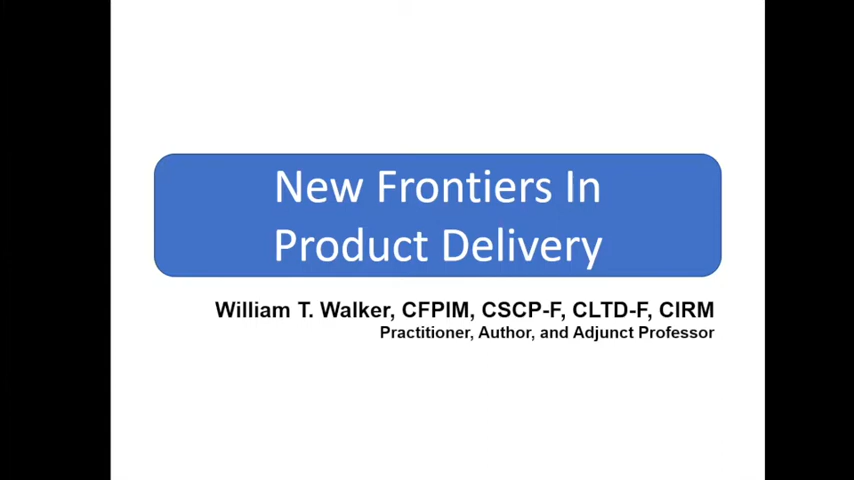 New Frontiers In
Product Delivery
William T. Walker, CFPIM, CSCP-F, CLTD-F, CIRM
Practitioner, Author, and Adjunct Professor